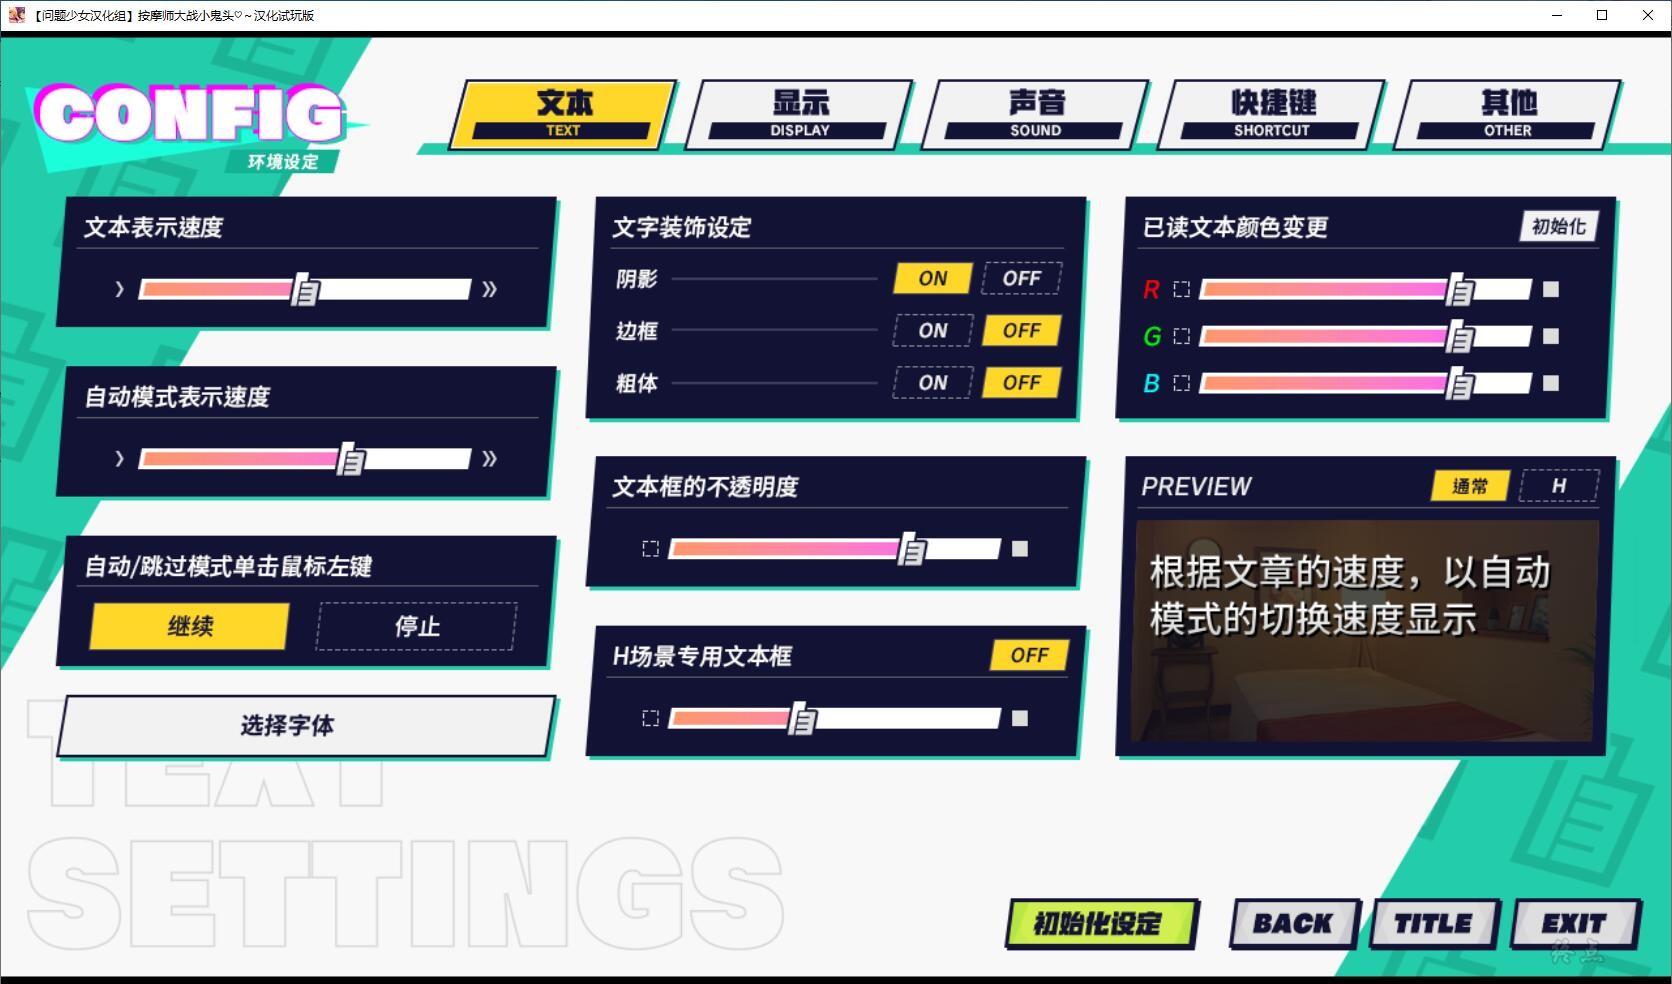 【问题少女汉化组】按摩师大战小鬼头♡～汉化试玩版
CONFIG
环境设定
文本
TEXT
显示
DISPLAY
声音
SOUND
快捷键
SHORTCUT
其他
OTHER
文本表示速度
自动模式表示速度
自动/跳过模式单击鼠标左键
继续
停止
选择字体
文字装饰设定
阴影
ON
OFF
边框
ON
OFF
粗体
ON
OFF
文本框的不透明度
H场景专用文本框
OFF
已读文本颜色变更
初始化
R
G
B
PREVIEW
通常
H
根据文章的速度，以自动
模式的切换速度显示
TEXT
SETTINGS
初始化设定
BACK
TITLE
EXIT